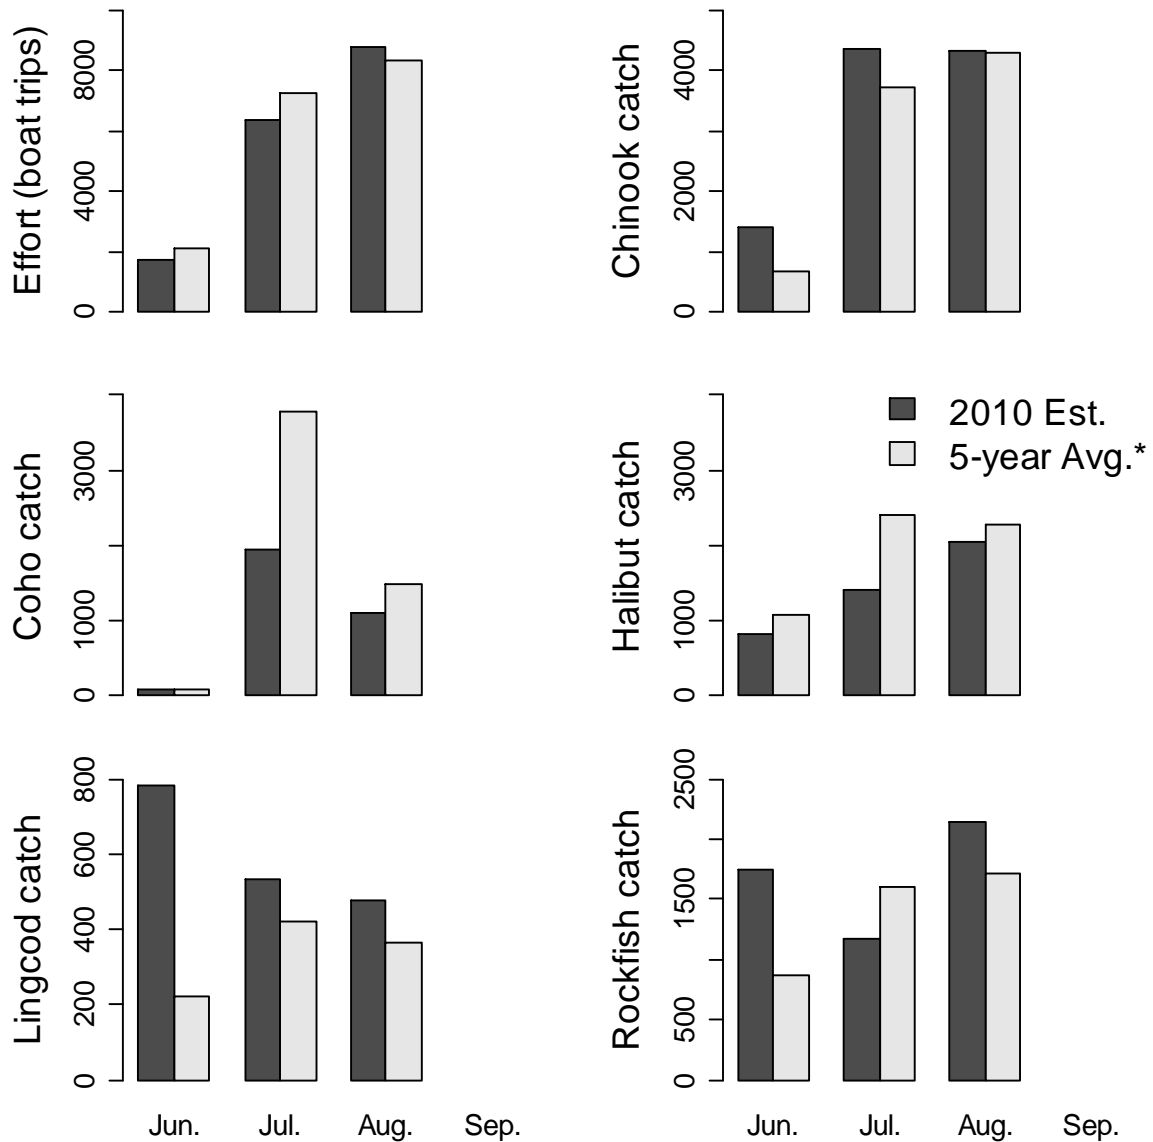 Effort (boat trips)
0
4000
8000
Chinook catch
0
2000
4000
Coho catch
0
1000
3000
Halibut catch
0
1000
3000
2010 Est.
5-year Avg.*
Lingcod catch
0
200
400
600
800
Rockfish catch
0
500
1500
2500
Jun. Jul. Aug. Sep.
Jun. Jul. Aug. Sep.